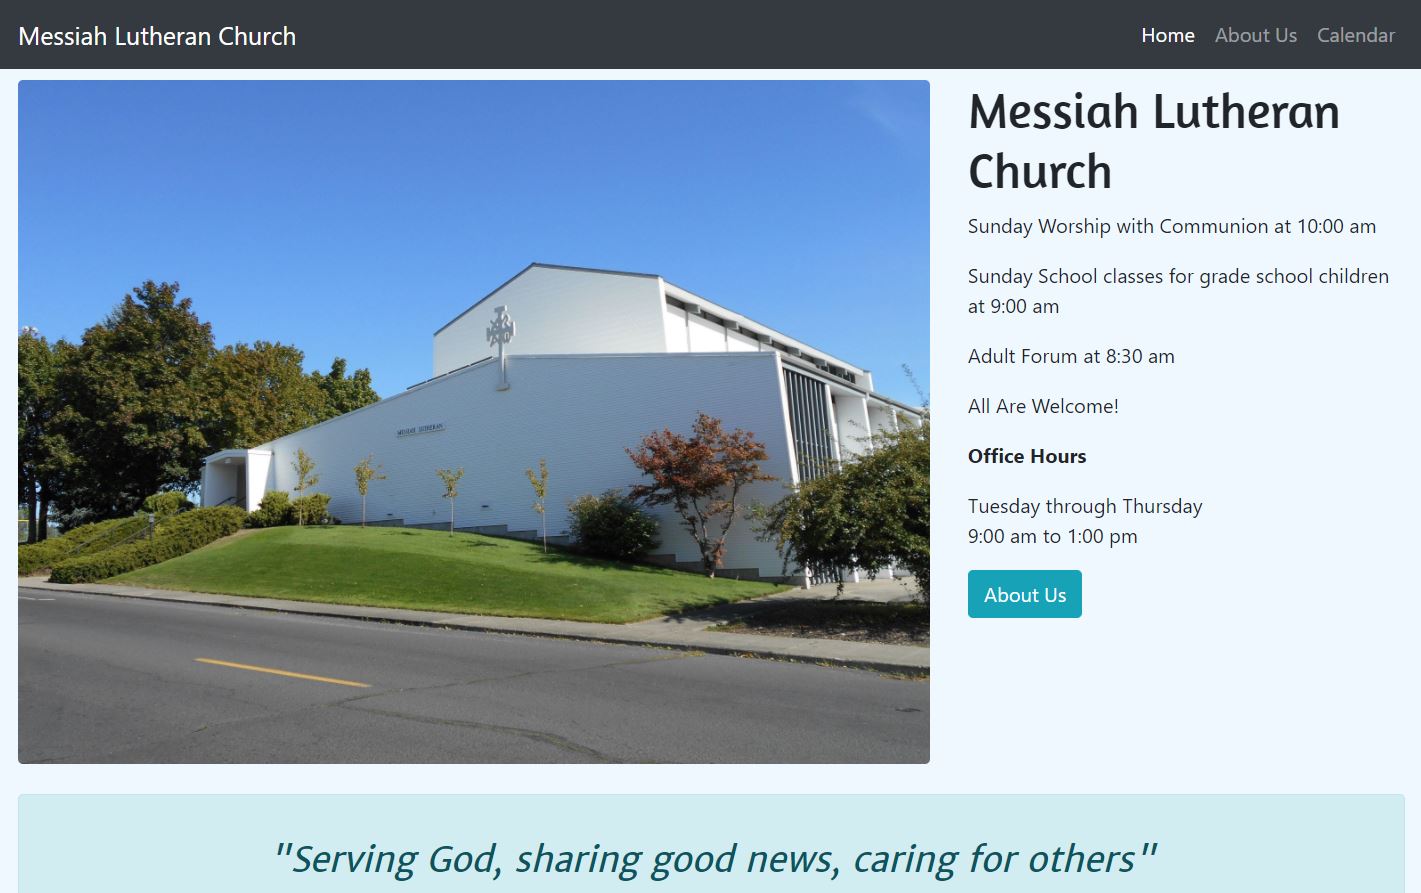 Messiah Lutheran Church
Home About Us Calendar
MESSIAH LUTHERAN
Messiah Lutheran
Church
Sunday Worship with Communion at 10:00 am
Sunday School classes for grade school children
at 9:00 am
Adult Forum at 8:30 am
All Are Welcome!
Office Hours
Tuesday through Thursday
9:00 am to 1:00 pm
About Us
"Serving God, sharing good news, caring for others"